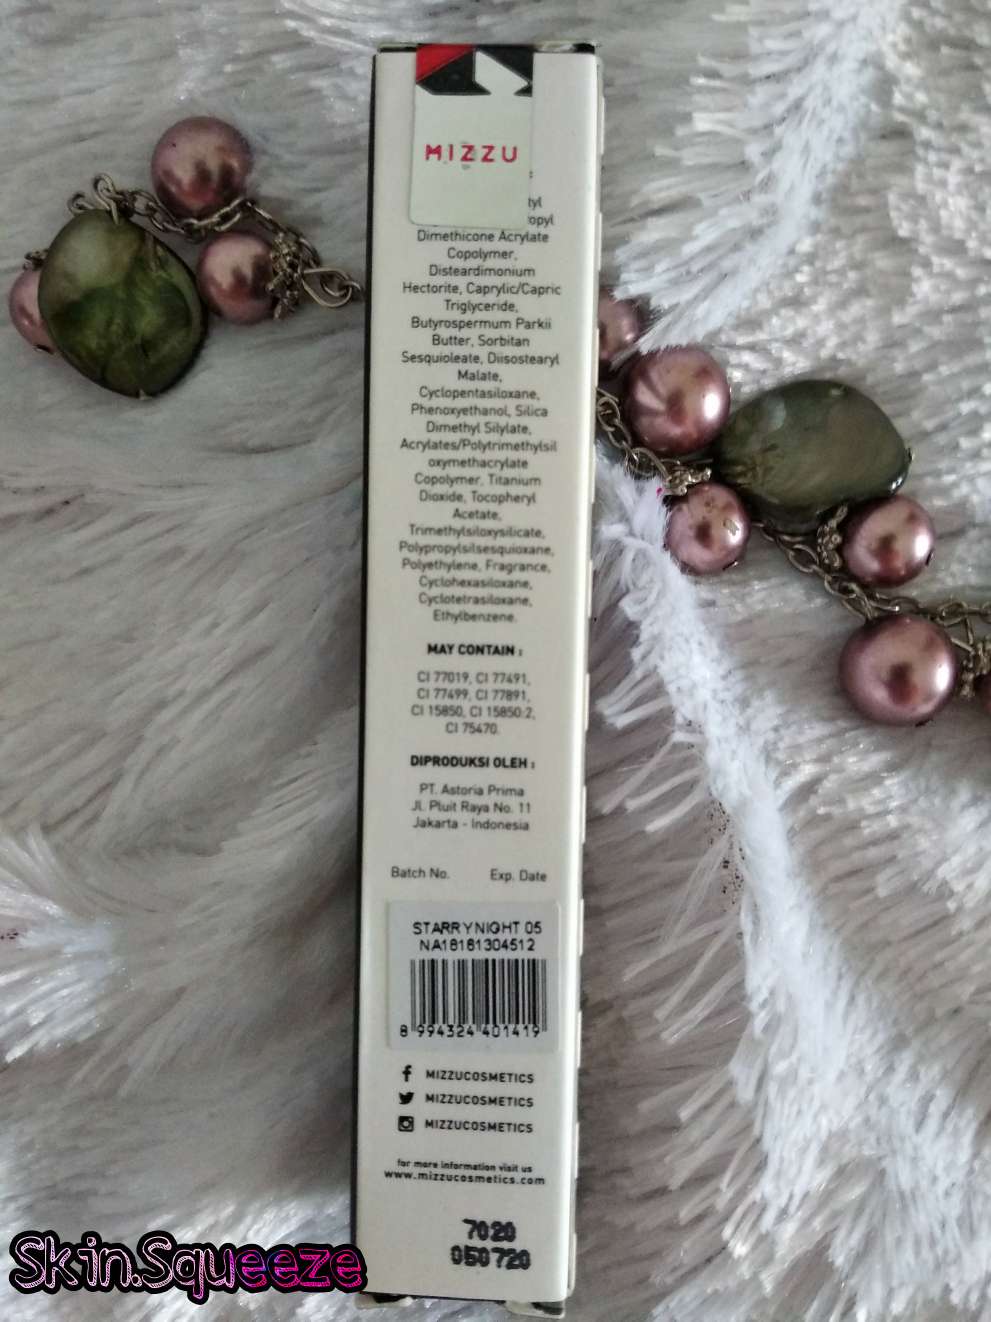 MIZZU
Dimethicone Acrylate
Copolymer,
Disteardimonium
Hectorite, Caprylic/Capric
Triglyceride,
Butyrospermum Parkii
Butter, Sorbitan
Sesquioleate, Diisostearyl
Malate,
Cyclopentasiloxane,
Phenoxyethanol, Silica
Dimethyl Silylate,
Acrylates/Polytrimethylsil
oxymethacrylate
Copolymer, Titanium
Dioxide, Tocopheryl
Acetate,
Trimethylsiloxysilicate,
Polypropylsilsesquioxane,
Polyethylene, Fragrance,
Cyclohexasiloxane,
Cyclotetrasiloxane,
Ethylbenzene.
MAY CONTAIN :
CI 77019, CI 77491,
CI 77499, CI 77891,
CI 15850, CI 15850:2,
CI 75470.
DIPRODUKSI OLEH :
PT. Astoria Prima
Jl. Pluit Raya No. 11
Jakarta - Indonesia
Batch No. Exp. Date
STARRYNIGHT 05
NA18181304512
8 994324 401419
MIZZUCOSMETICS
MIZZUCOSMETICS
MIZZUCOSMETICS
for more information visit us
www.mizzucosmetics.com
7020
050720
Skin.Squeeze